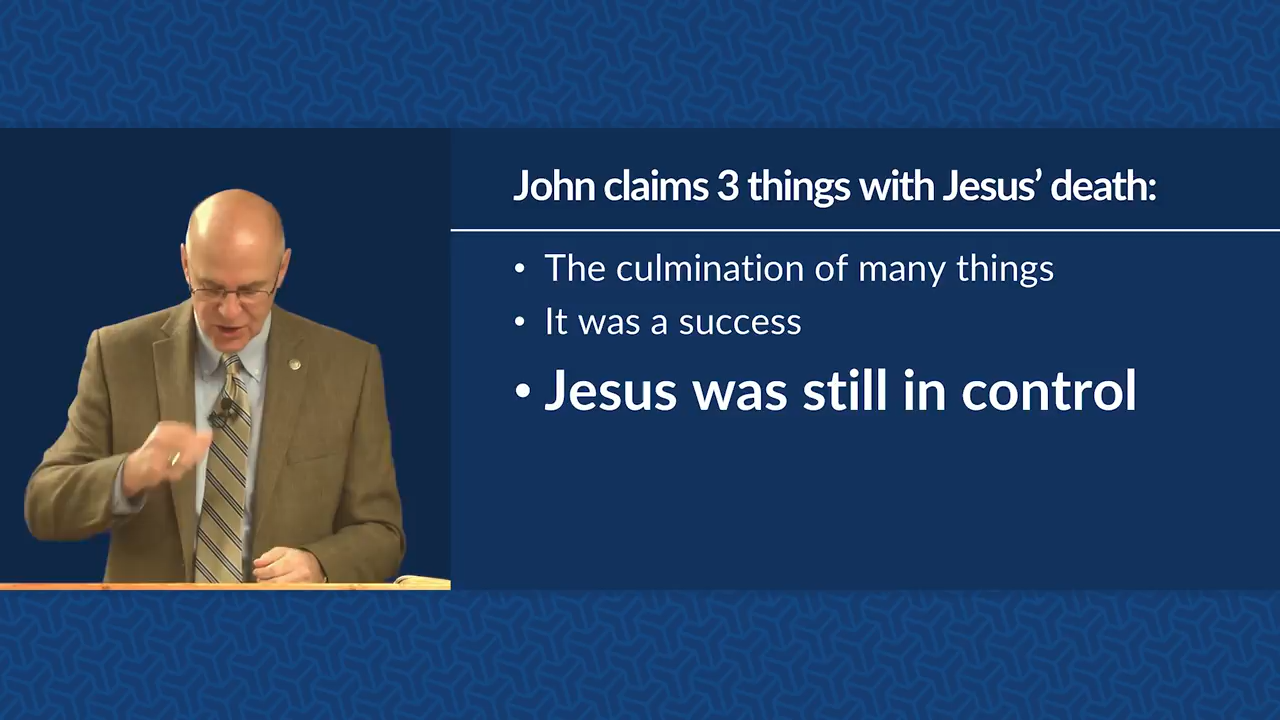 John claims 3 things with Jesus’ death:
• The culmination of many things
• It was a success
• Jesus was still in control